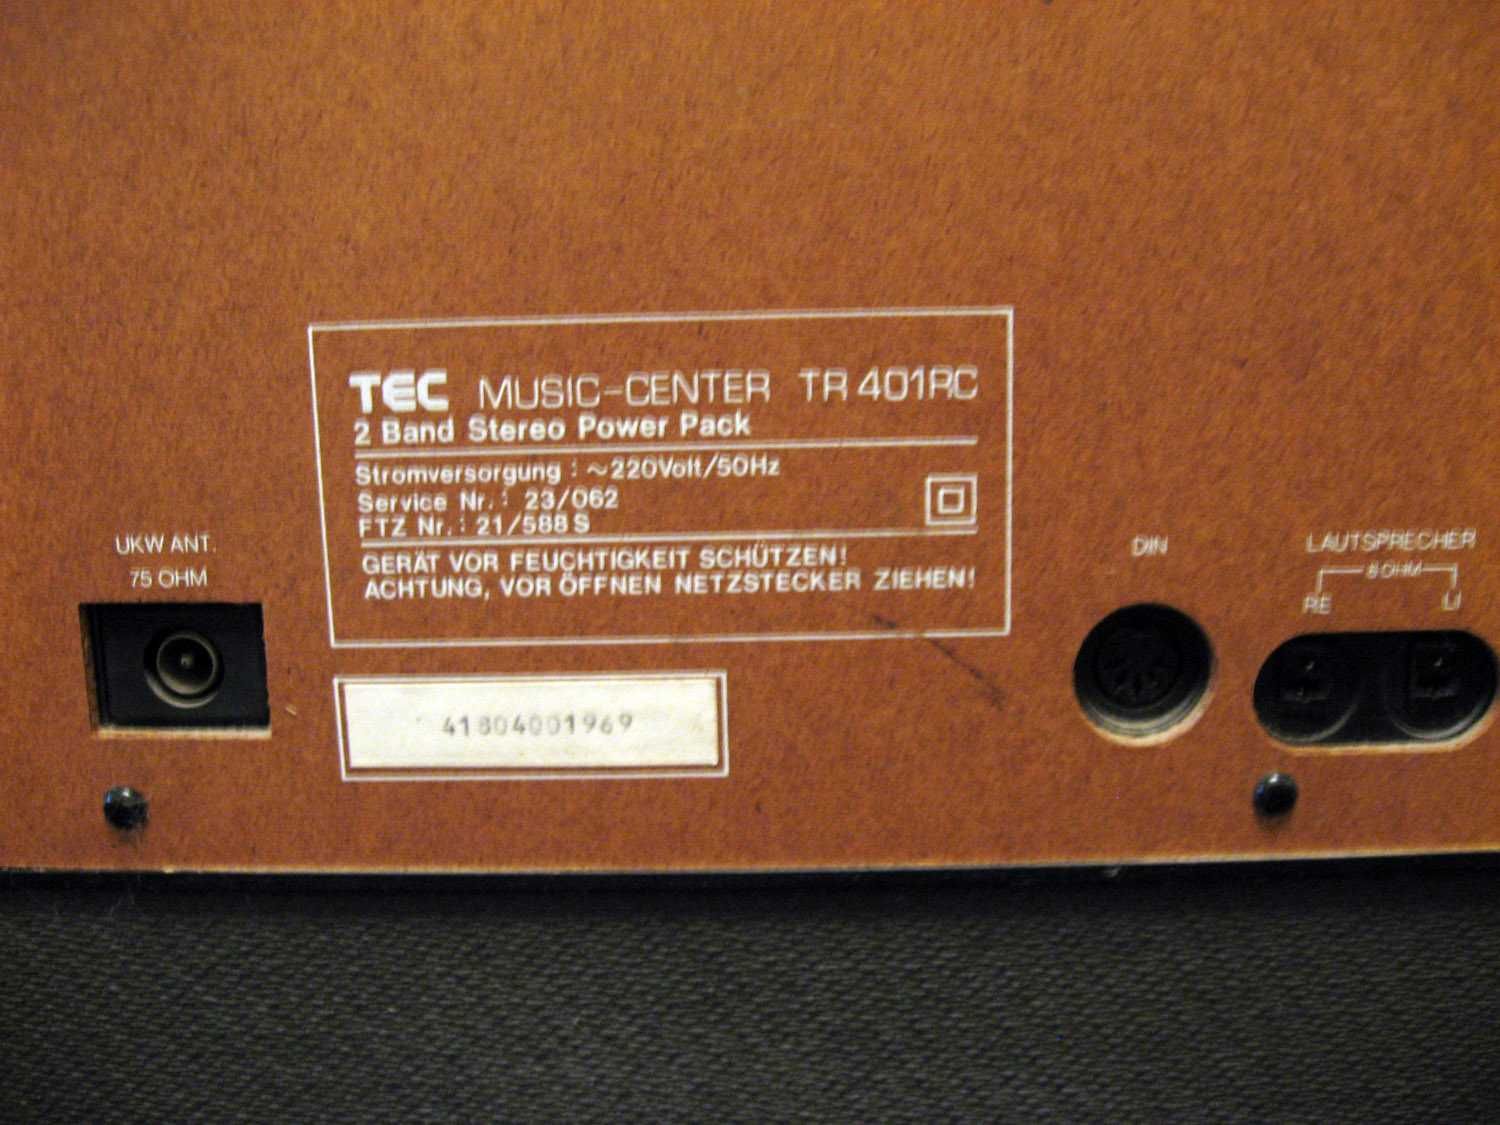 TEC MUSIC-CENTER TR 401RC
2 Band Stereo Power Pack
Stromversorgung : ~220Volt/50Hz
Service Nr. : 23/062
FTZ Nr. : 21/588 S
GERÄT VOR FEUCHTIGKEIT SCHÜTZEN!
ACHTUNG, VOR ÖFFNEN NETZSTECKER ZIEHEN!
UKW ANT.
75 OHM
41804001969
DIN
LAUTSPRECHER
8 OHM
RE LI